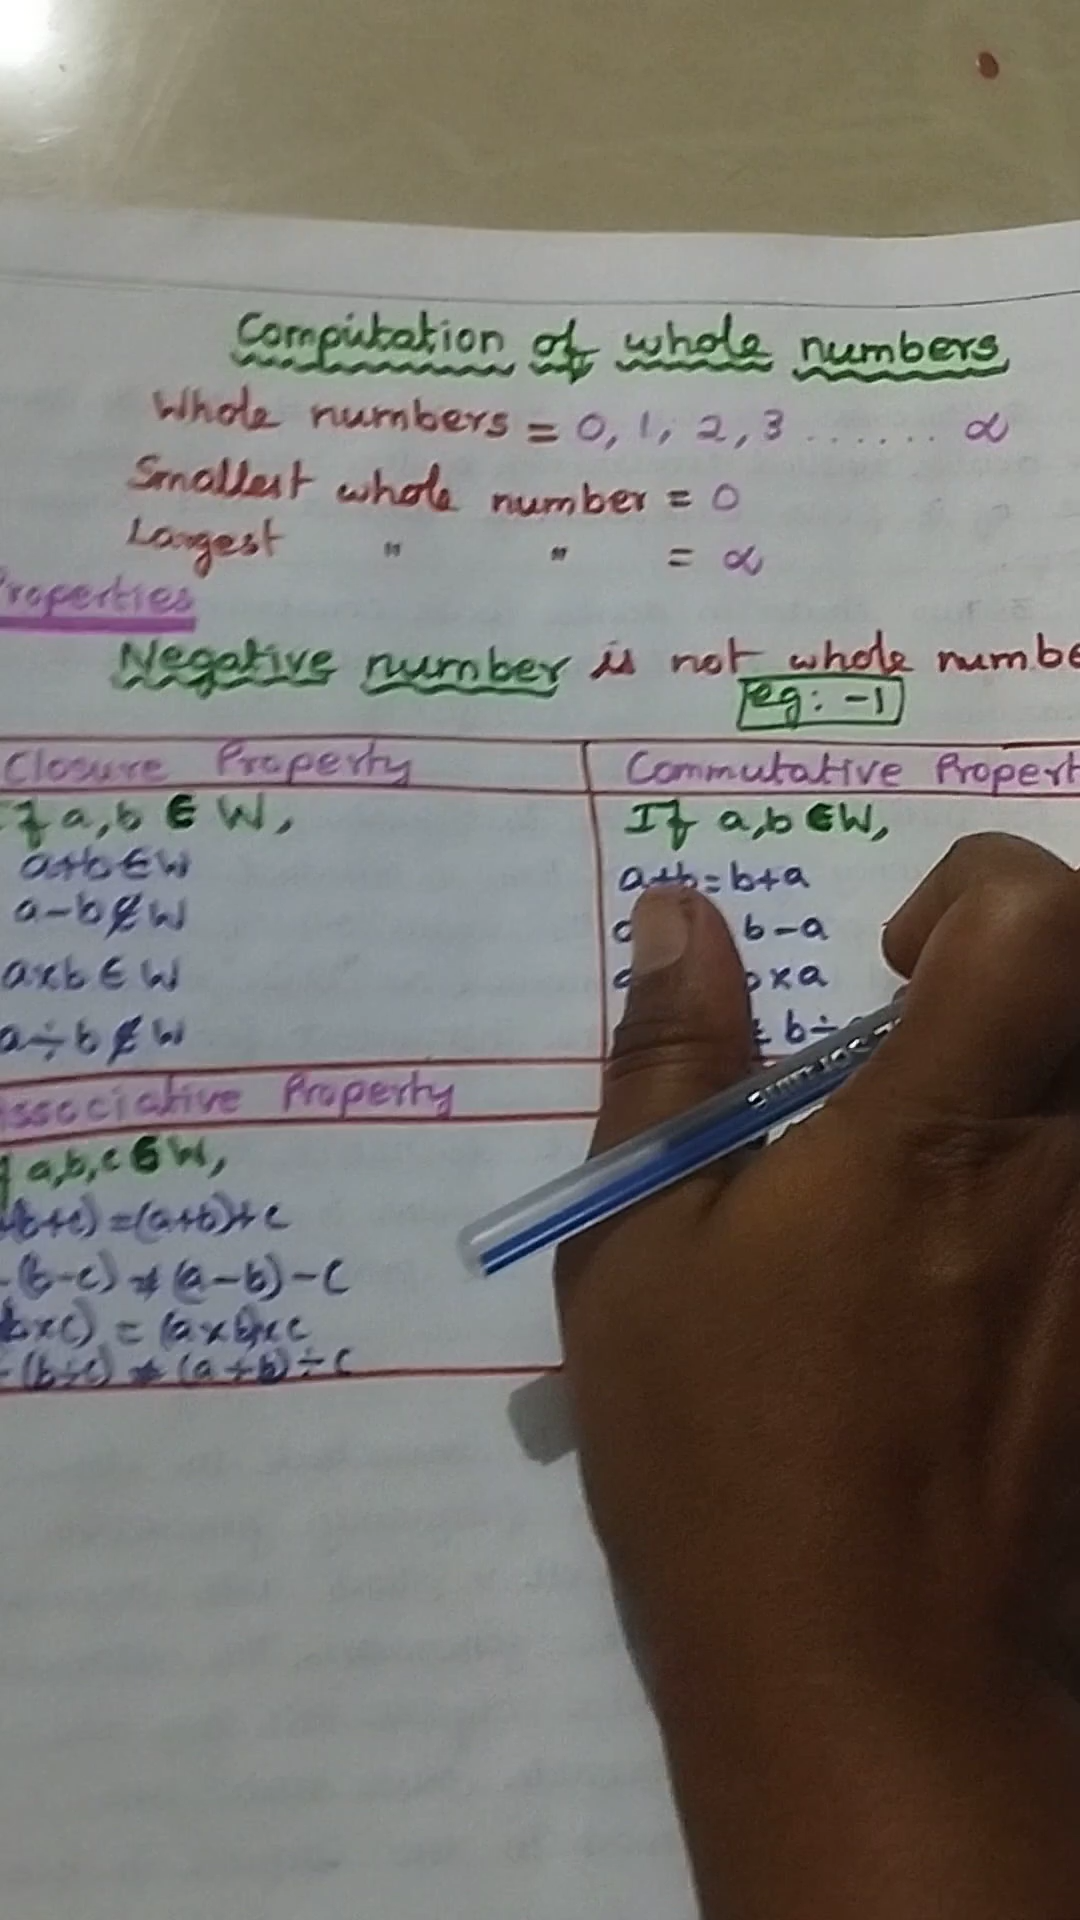 Computation of whole numbers
Whole numbers = 0, 1, 2, 3 ...... α
Smallest whole number = 0
Largest " " = α
Properties
Negative number is not whole
eg: -1
Closure Property
If a, b ∈ W,
a+b ∈ W
a-b ∉ W
a×b ∈ W
a÷b ∉ W
Commutative
If a,b ∈ W,
a+b = b+a
b-a
×a
b÷
Associative Property
a,b,c ∈ W,
(b+c) = (a+b)+c
-(b-c) ≠ (a-b)-c
b×c) = (a×b)×c
÷(b÷c) ≠ (a÷b)÷c